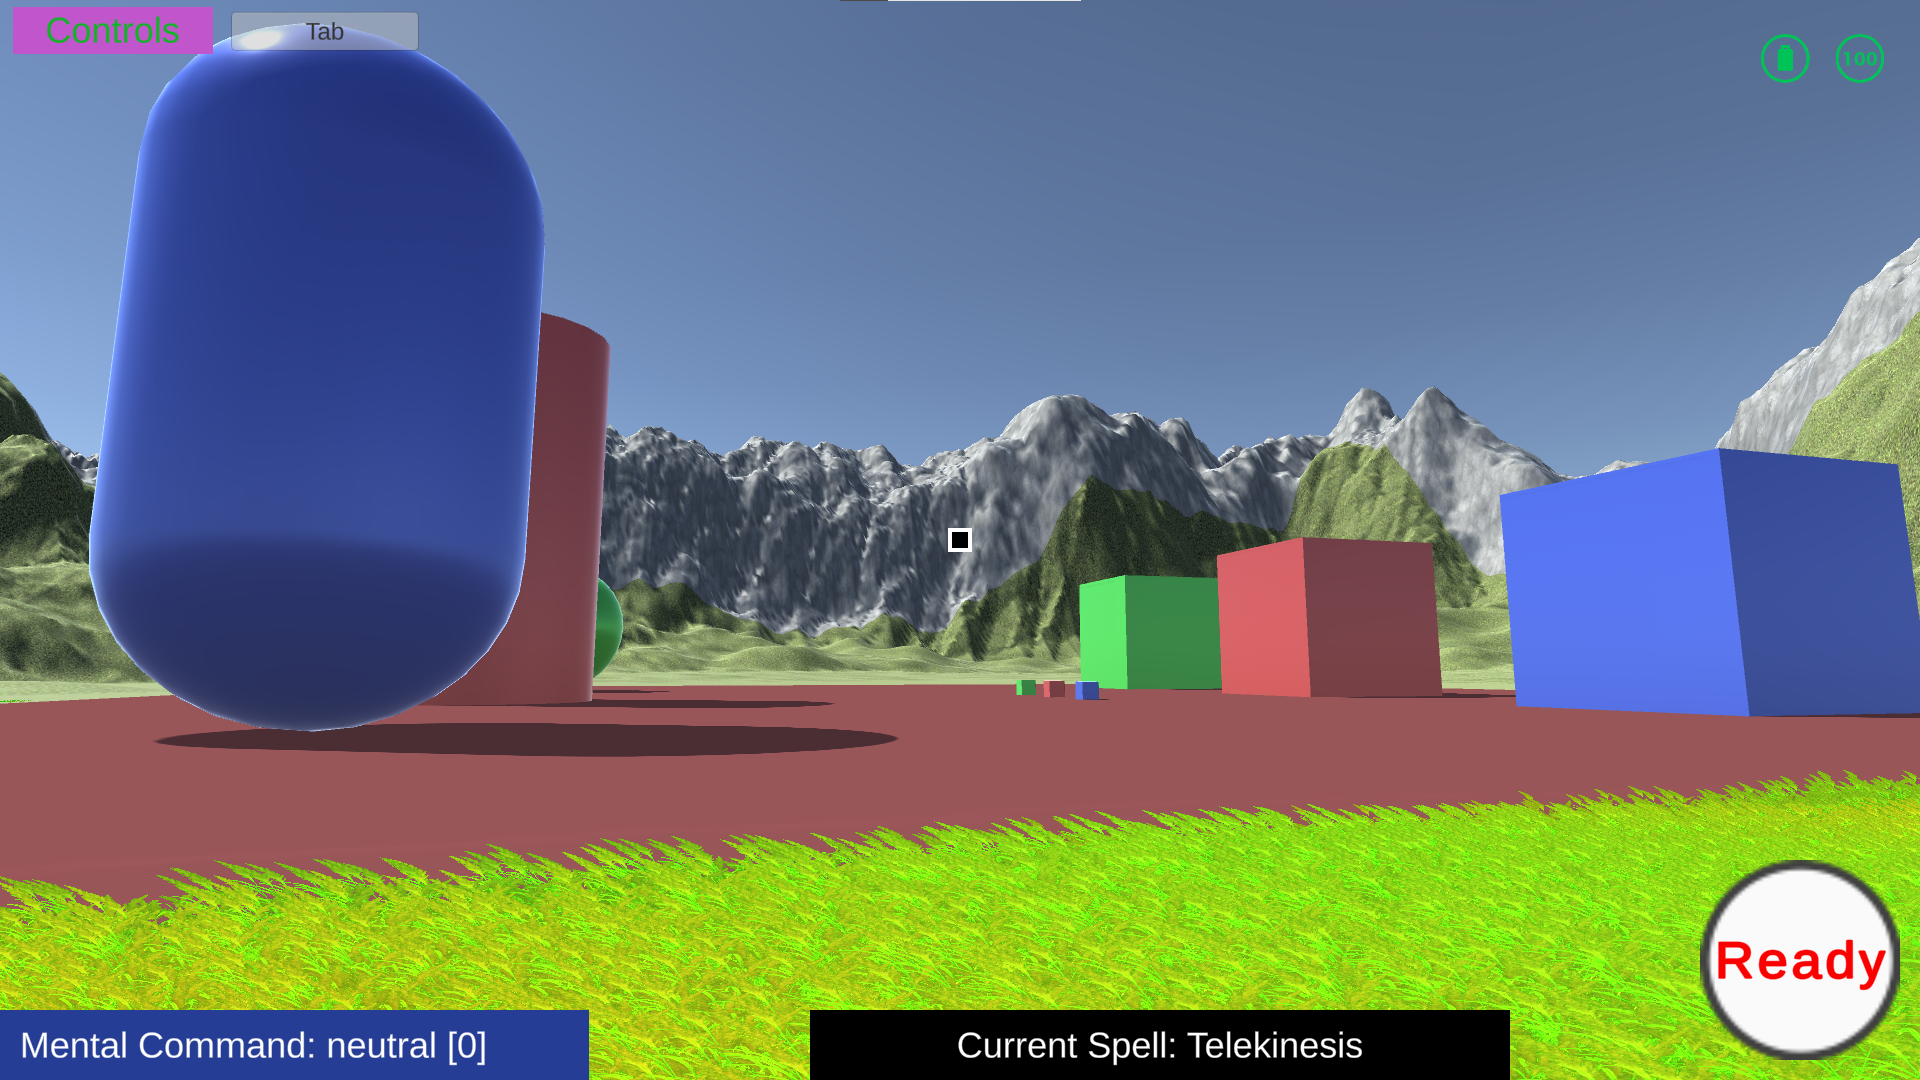 Controls
Tab
100
Ready
Mental Command: neutral [0]
Current Spell: Telekinesis